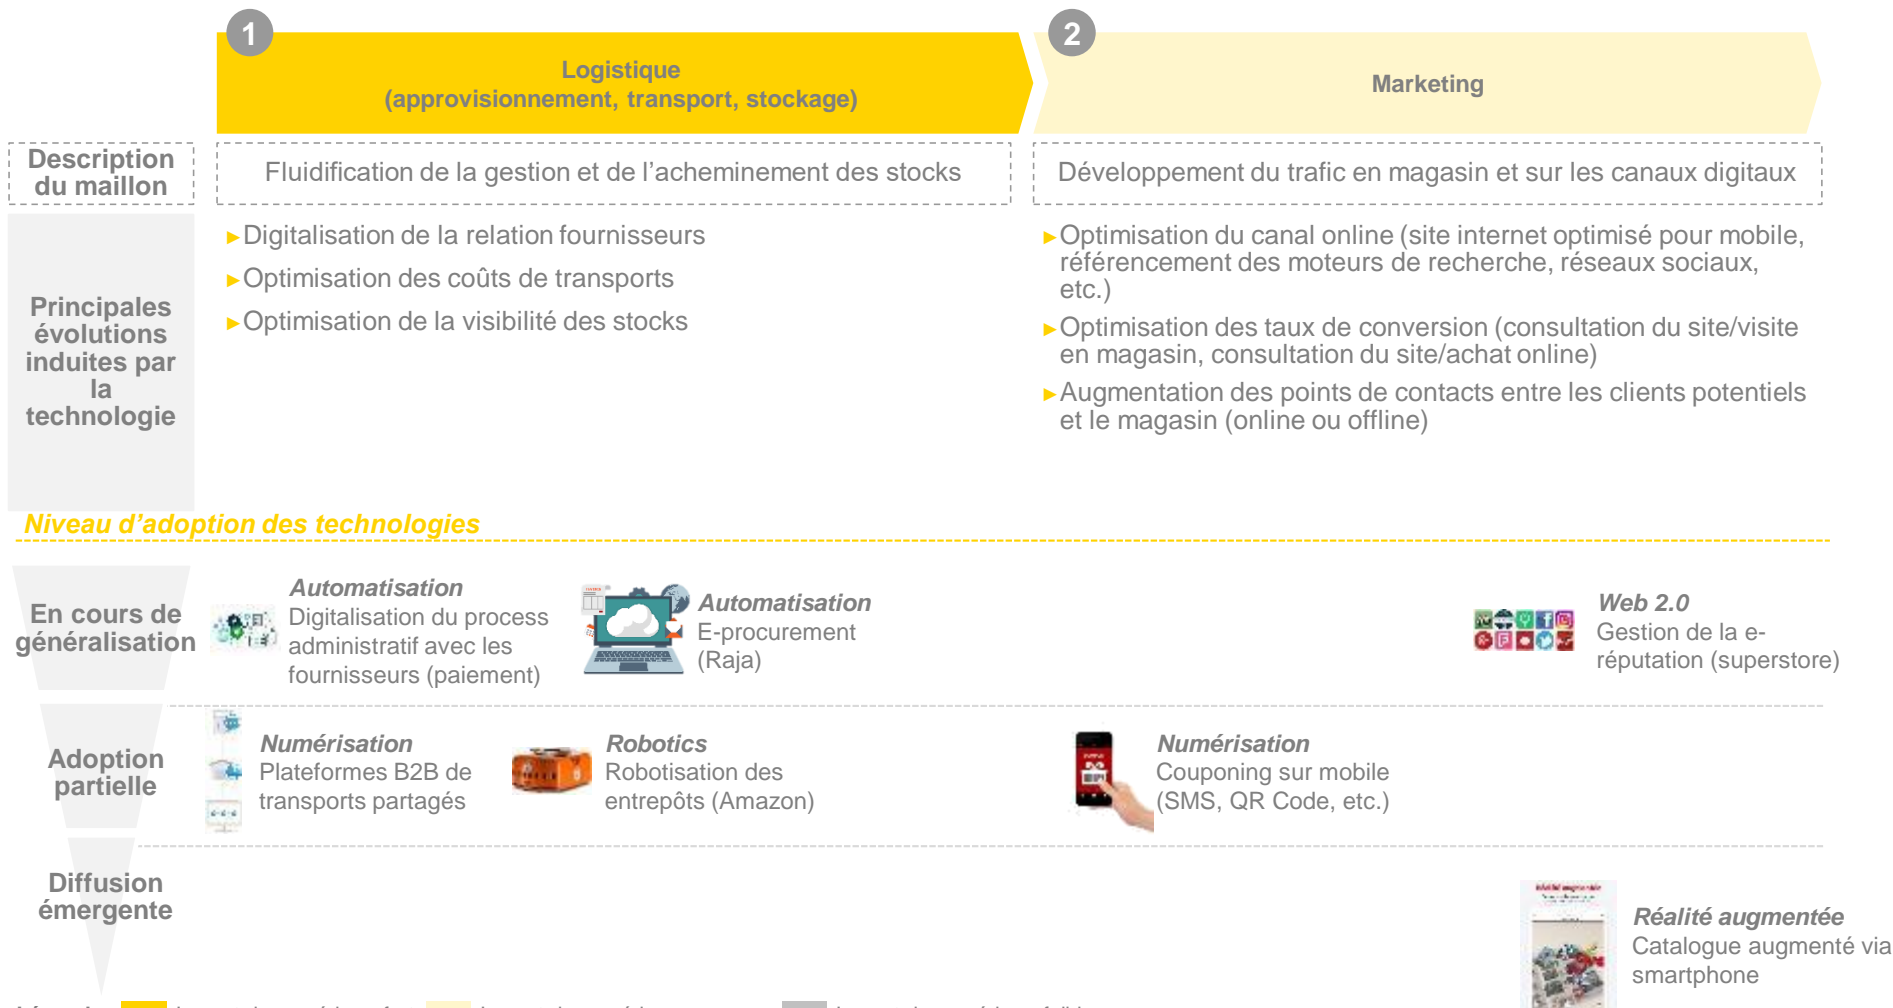 1
Logistique
(approvisionnement, transport, stockage)
2
Marketing
Description
du maillon
Fluidification de la gestion et de l’acheminement des stocks
Développement du trafic en magasin et sur les canaux digitaux
Principales
évolutions
induites par
la
technologie
►Digitalisation de la relation fournisseurs
►Optimisation des coûts de transports
►Optimisation de la visibilité des stocks
►Optimisation du canal online (site internet optimisé pour mobile,
référencement des moteurs de recherche, réseaux sociaux,
etc.)
►Optimisation des taux de conversion (consultation du site/visite
en magasin, consultation du site/achat online)
►Augmentation des points de contacts entre les clients potentiels
et le magasin (online ou offline)
Niveau d’adoption des technologies
En cours de
généralisation
Automatisation
Digitalisation du process
administratif avec les
fournisseurs (paiement)
Automatisation
E-procurement
(Raja)
Web 2.0
Gestion de la e-
réputation (superstore)
Adoption
partielle
Numérisation
Plateformes B2B de
transports partagés
Robotics
Robotisation des
entrepôts (Amazon)
Numérisation
Couponing sur mobile
(SMS, QR Code, etc.)
Diffusion
émergente
Réalité augmentée
Réalité augmentée
Catalogue augmenté via
smartphone